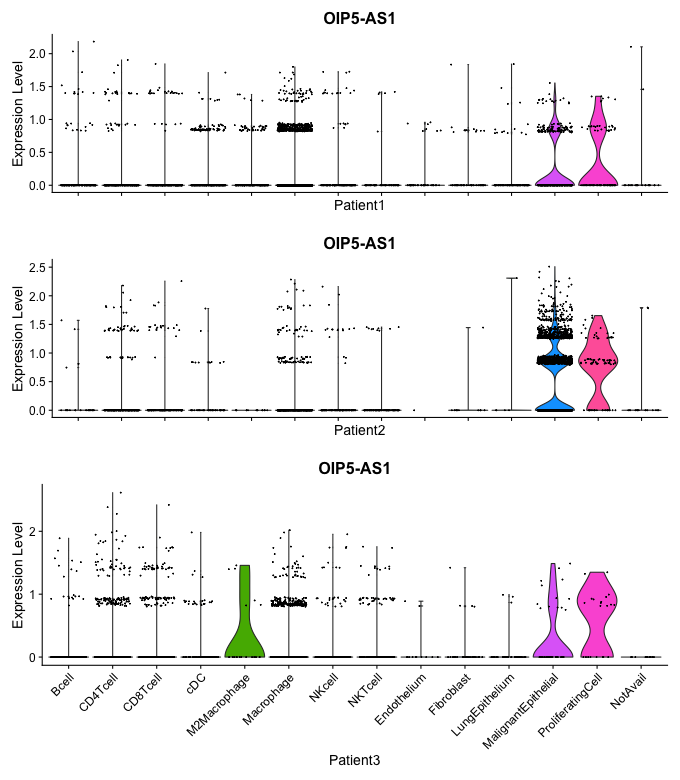 OIP5-AS1
Expression Level
2.0
1.5
1.0
0.5
0.0
Patient1
OIP5-AS1
Expression Level
2.5
2.0
1.5
1.0
0.5
0.0
Patient2
OIP5-AS1
Expression Level
2
1
0
Bcell
CD4Tcell
CD8Tcell
cDC
M2Macrophage
Macrophage
NKcell
NKTcell
Endothelium
Fibroblast
LungEpithelium
MalignantEpithelial
ProliferatingCell
NotAvail
Patient3